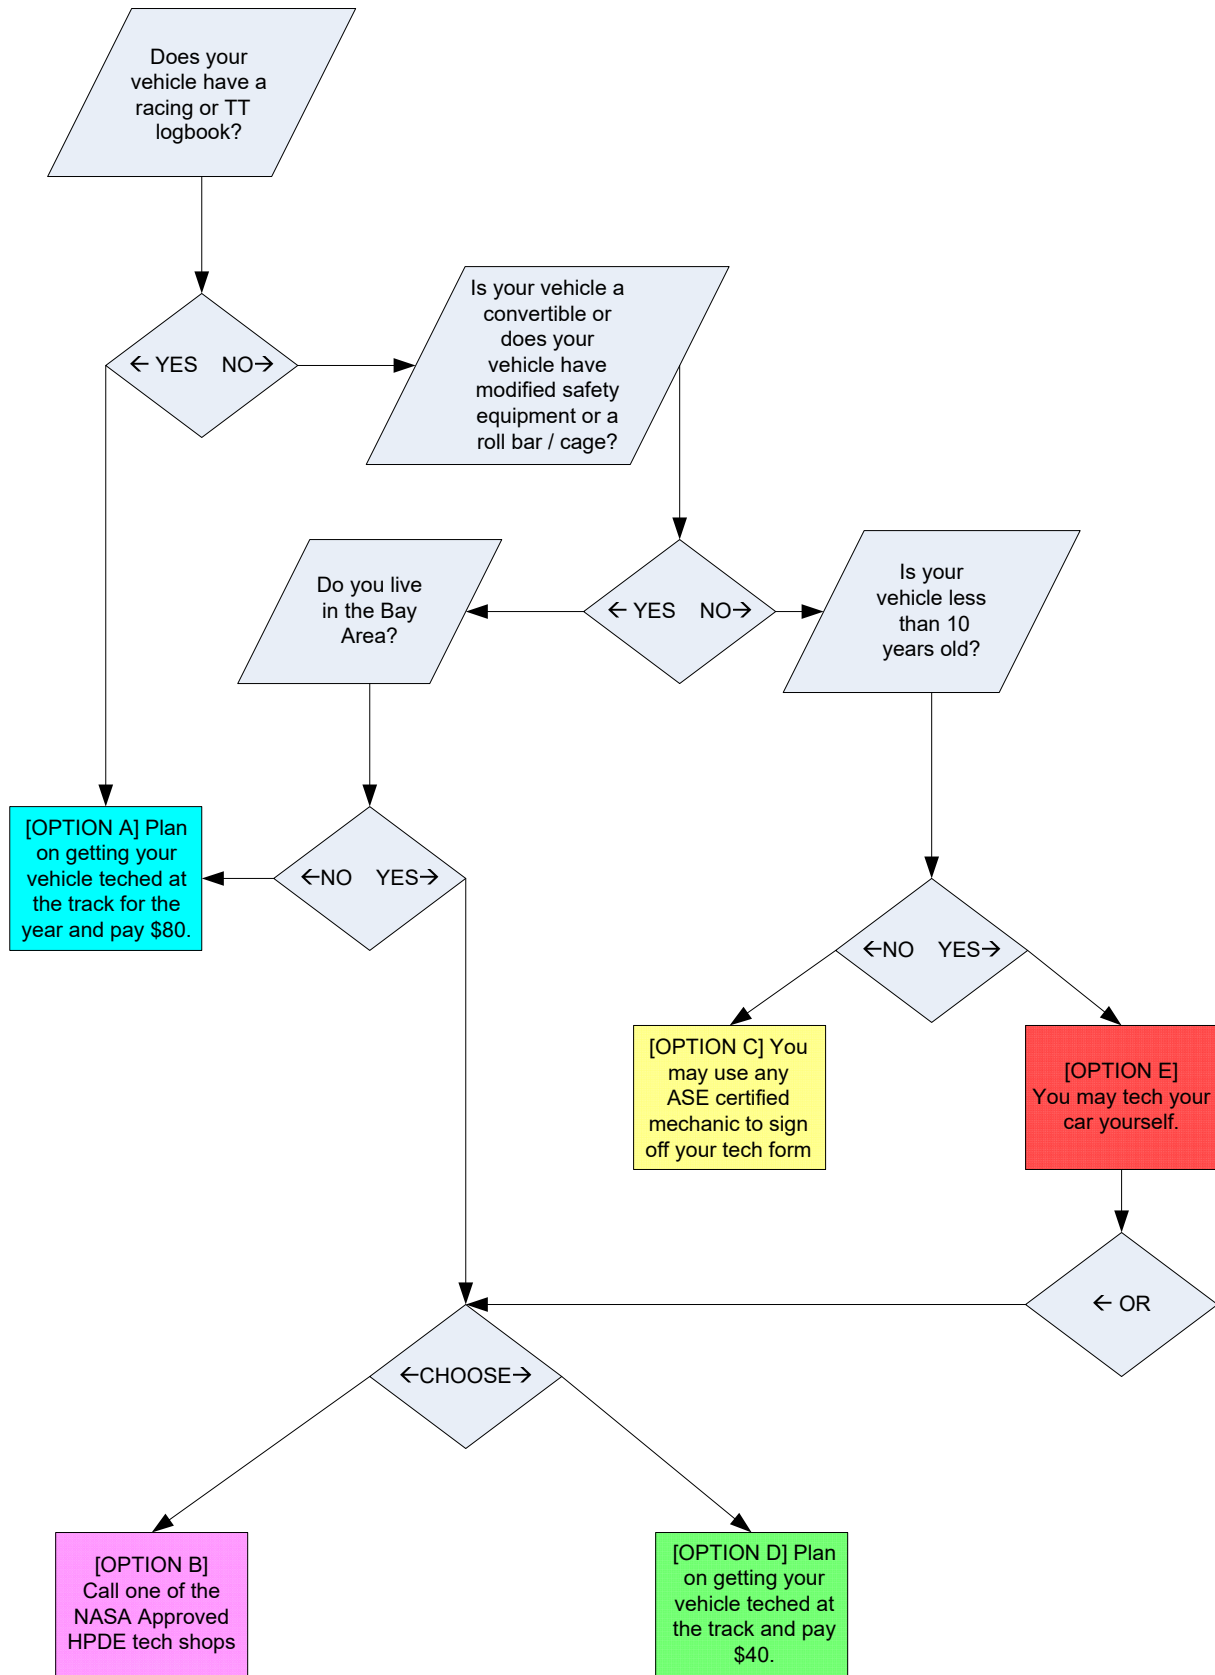 Does your
vehicle have a
racing or TT
logbook?
← YES NO→
Is your vehicle a
convertible or
does your
vehicle have
modified safety
equipment or a
roll bar / cage?
Do you live
in the Bay
Area?
← YES NO→
Is your
vehicle less
than 10
years old?
[OPTION A] Plan
on getting your
vehicle teched at
the track for the
year and pay $80.
←NO YES→
←NO YES→
[OPTION C] You
may use any
ASE certified
mechanic to sign
off your tech form
[OPTION E]
You may tech your
car yourself.
← OR
←CHOOSE→
[OPTION B]
Call one of the
NASA Approved
HPDE tech shops
[OPTION D] Plan
on getting your
vehicle teched at
the track and pay
$40.